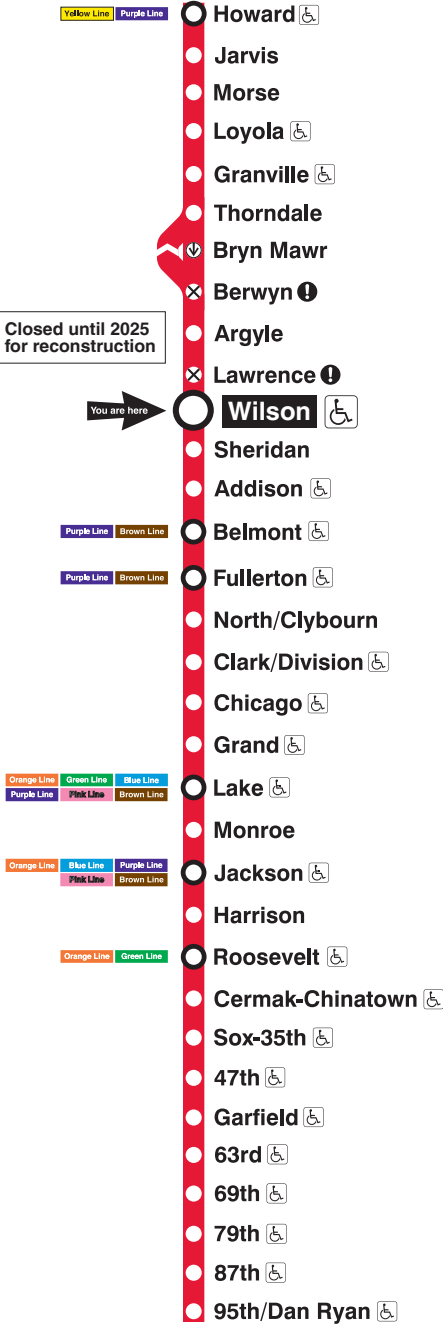 Yellow Line Purple Line Howard
Jarvis
Morse
Loyola
Granville
Thorndale
Bryn Mawr
Berwyn !
Closed until 2025
for reconstruction
Argyle
Lawrence !
You are here Wilson
Sheridan
Addison
Purple Line Brown Line Belmont
Purple Line Brown Line Fullerton
North/Clybourn
Clark/Division
Chicago
Grand
Orange Line Green Line Blue Line
Purple Line Pink Line Brown Line
Lake
Monroe
Orange Line Blue Line Purple Line
Pink Line Brown Line
Jackson
Harrison
Orange Line Green Line Roosevelt
Cermak-Chinatown
Sox-35th
47th
Garfield
63rd
69th
79th
87th
95th/Dan Ryan